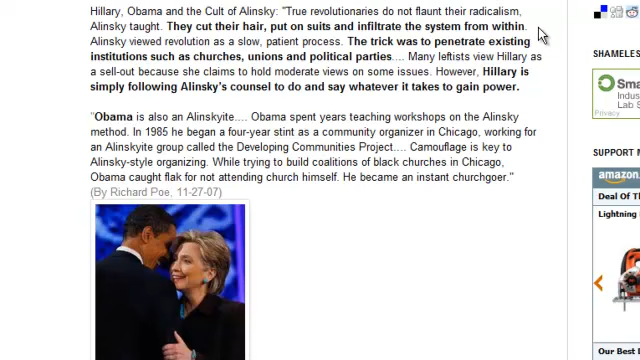 Hillary, Obama and the Cult of Alinsky: "True revolutionaries do not flaunt their radicalism,
Alinsky taught. They cut their hair, put on suits and infiltrate the system from within.
Alinsky viewed revolution as a slow, patient process. The trick was to penetrate existing
institutions such as churches, unions and political parties.... Many leftists view Hillary as
a sell-out because she claims to hold moderate views on some issues. However, Hillary is
simply following Alinsky's counsel to do and say whatever it takes to gain power.
"Obama is also an Alinskyite.... Obama spent years teaching workshops on the Alinsky
method. In 1985 he began a four-year stint as a community organizer in Chicago, working for
an Alinskyite group called the Developing Communities Project.... Camouflage is key to
Alinsky-style organizing. While trying to build coalitions of black churches in Chicago,
Obama caught flak for not attending church himself. He became an instant churchgoer."
(By Richard Poe, 11-27-07)
SHAMELES
Sma
Indus
Lab S
Privacy
SUPPORT M
amazon.
Deal Of Th
Lightning
Our Best